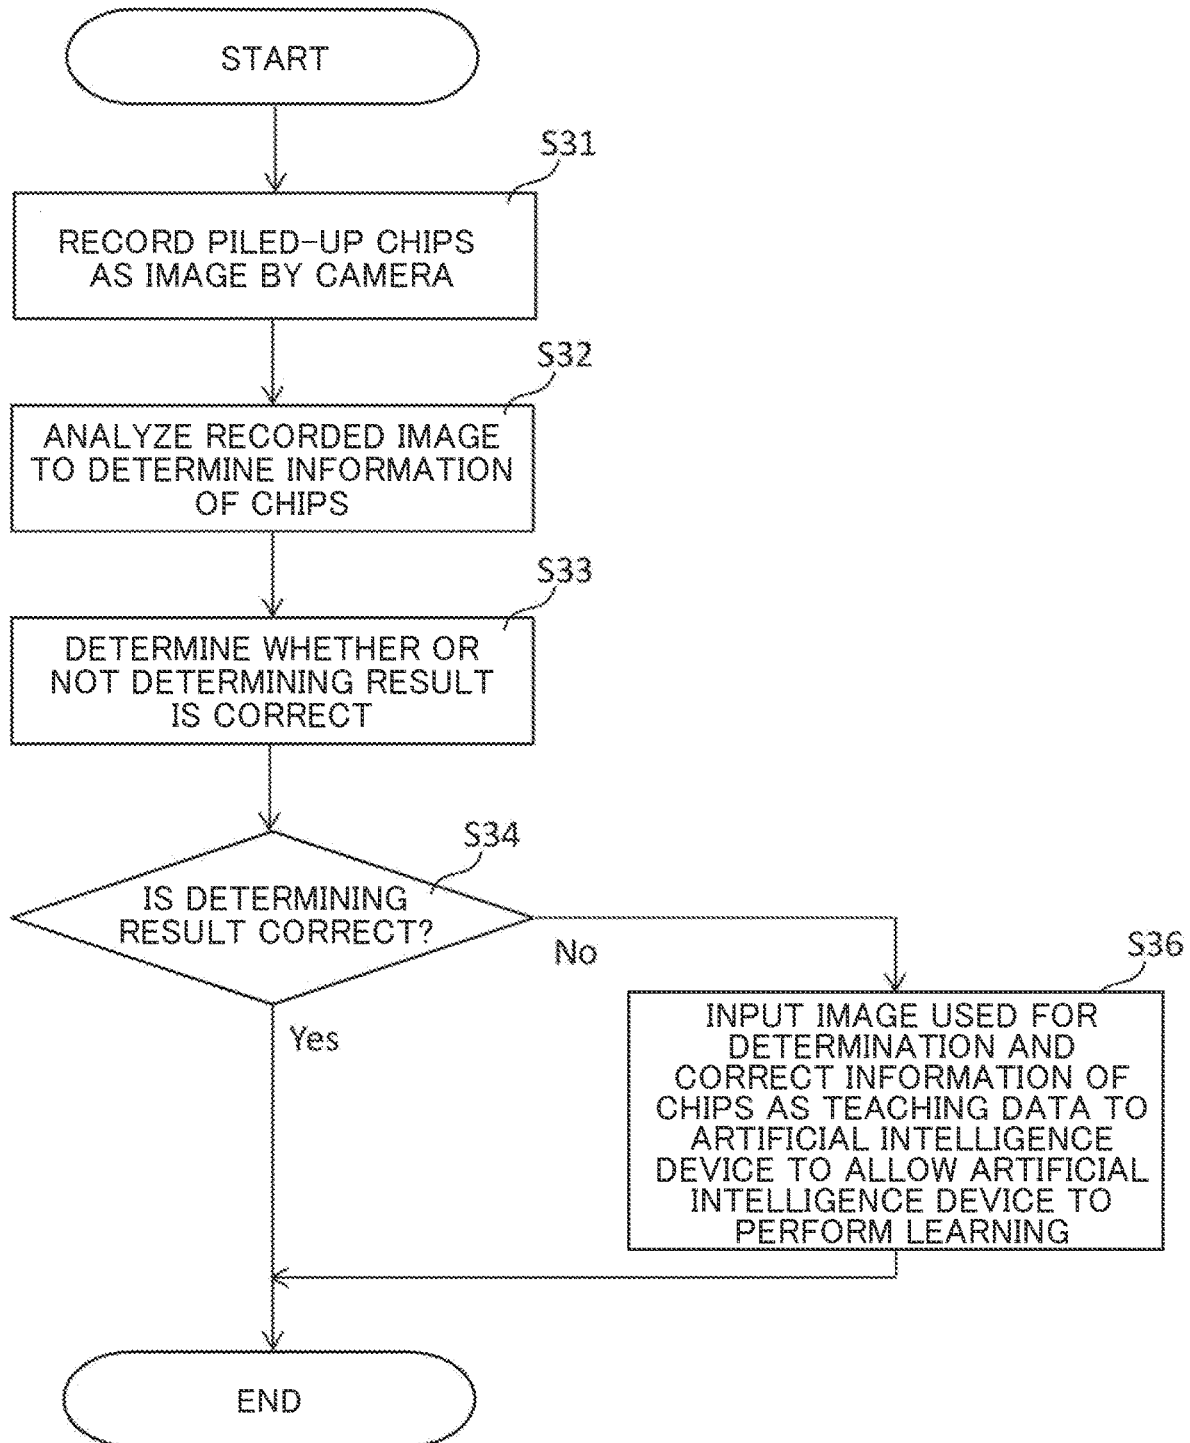 START
S31
RECORD PILED-UP CHIPS
AS IMAGE BY CAMERA
S32
ANALYZE RECORDED IMAGE
TO DETERMINE INFORMATION
OF CHIPS
S33
DETERMINE WHETHER OR
NOT DETERMINING RESULT
IS CORRECT
S34
IS DETERMINING
RESULT CORRECT?
No
Yes
S36
INPUT IMAGE USED FOR
DETERMINATION AND
CORRECT INFORMATION OF
CHIPS AS TEACHING DATA TO
ARTIFICIAL INTELLIGENCE
DEVICE TO ALLOW ARTIFICIAL
INTELLIGENCE DEVICE TO
PERFORM LEARNING
END